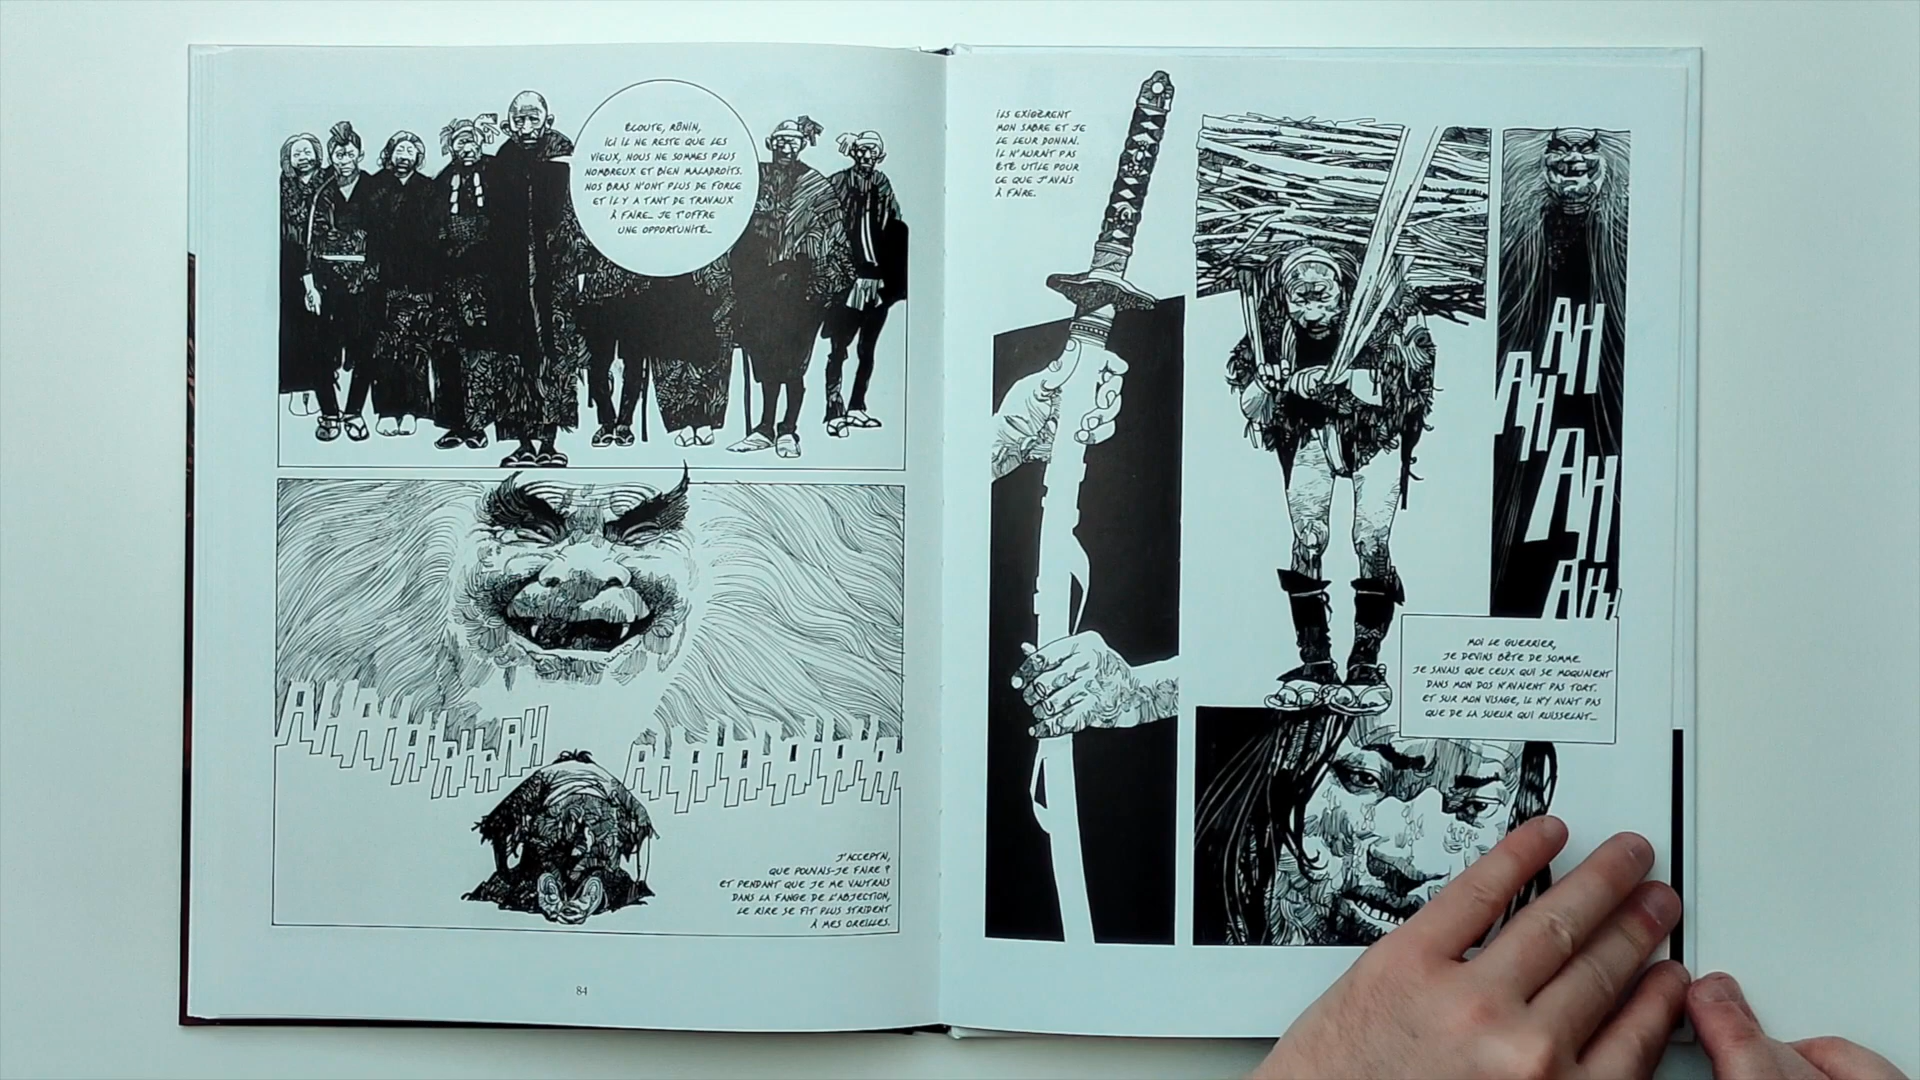 ÉCOUTE, RŌNIN,
ICI IL NE RESTE QUE LES
VIEUX, NOUS NE SOMMES PLUS
NOMBREUX ET BIEN MALADROITS.
NOS BRAS N'ONT PLUS DE FORCE
ET IL Y A TANT DE TRAVAUX
À FAIRE... JE T'OFFRE
UNE OPPORTUNITÉ...
AHAHAHAHAHAH
AHAHAHAHAHAH
J'ACCEPTAI,
QUE POUVAIS-JE FAIRE ?
ET PENDANT QUE JE ME VAUTRAIS
DANS LA FANGE DE L'ABJECTION,
LE RIRE SE FIT PLUS STRIDENT
À MES OREILLES.
84
ILS EXIGÈRENT
MON SABRE ET JE
LE LEUR DONNAI.
IL N'AURAIT PAS
ÉTÉ UTILE POUR
CE QUE J'AVAIS
À FAIRE.
AH
AH
AH
AH
AH
MOI LE GUERRIER,
JE DEVINS BÊTE DE SOMME.
JE SAVAIS QUE CEUX QUI SE MOQUAIENT
DANS MON DOS N'AVAIENT PAS TORT.
ET SUR MON VISAGE, IL N'Y AVAIT PAS
QUE DE LA SUEUR QUI RUISSELAIT...